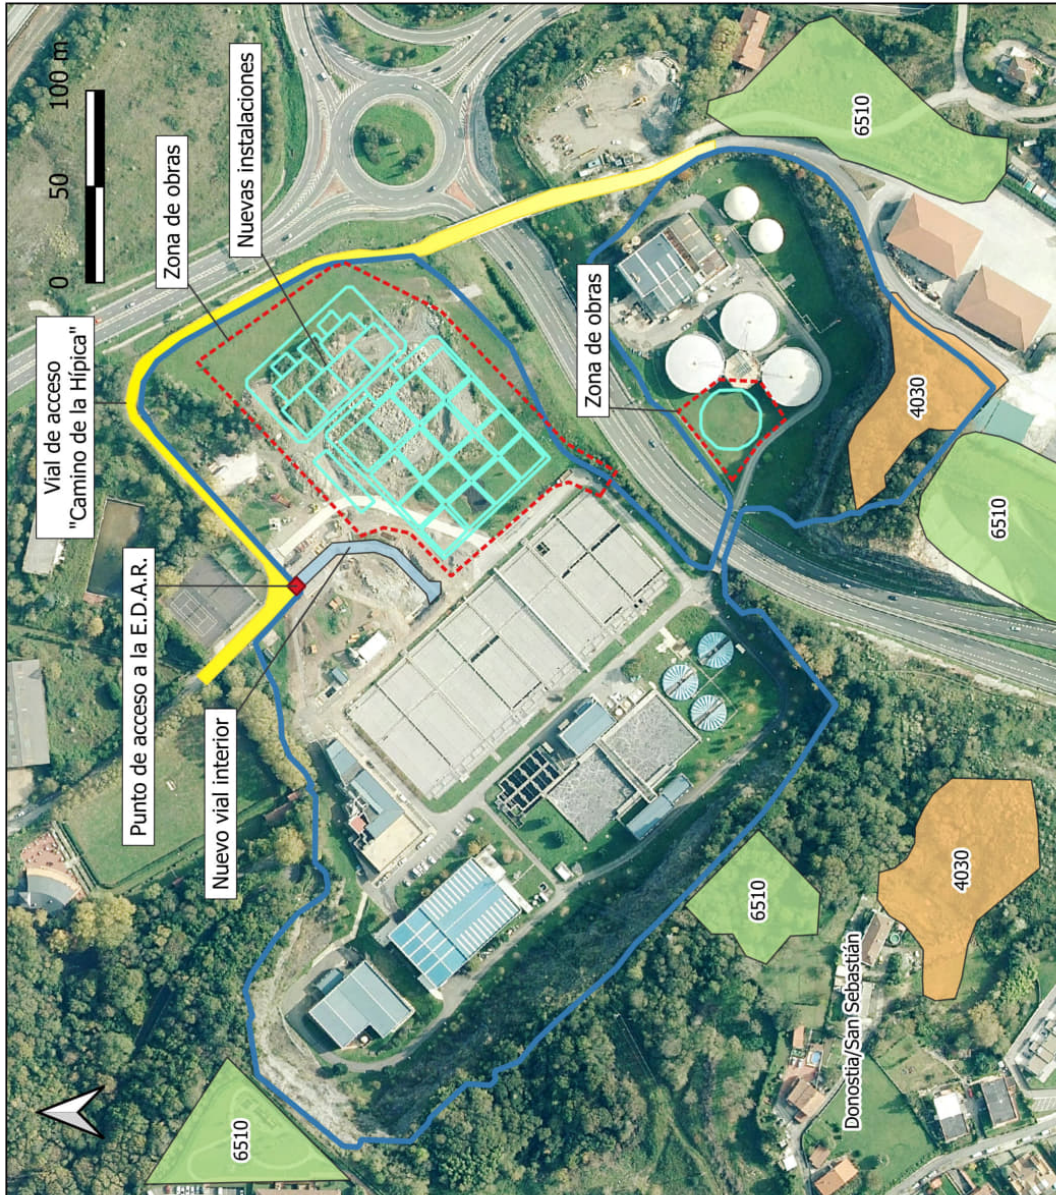 0 50 100 m
Vial de acceso
"Camino de la Hípica"
Zona de obras
Nuevas instalaciones
Punto de acceso a la E.D.A.R.
Nuevo vial interior
Zona de obras
6510
6510
4030
6510
6510
4030
Donostia/San Sebastián